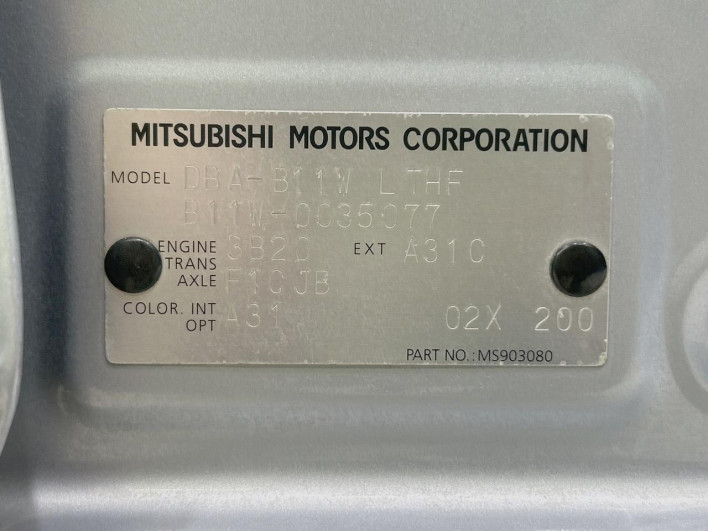 MITSUBISHI MOTORS CORPORATION
MODEL DBA-B11W LTHF
B11W-0035077
ENGINE 3B20 EXT A31C
TRANS
AXLE F1CJB
COLOR. INT A31 02X 200
OPT
PART NO.: MS903080